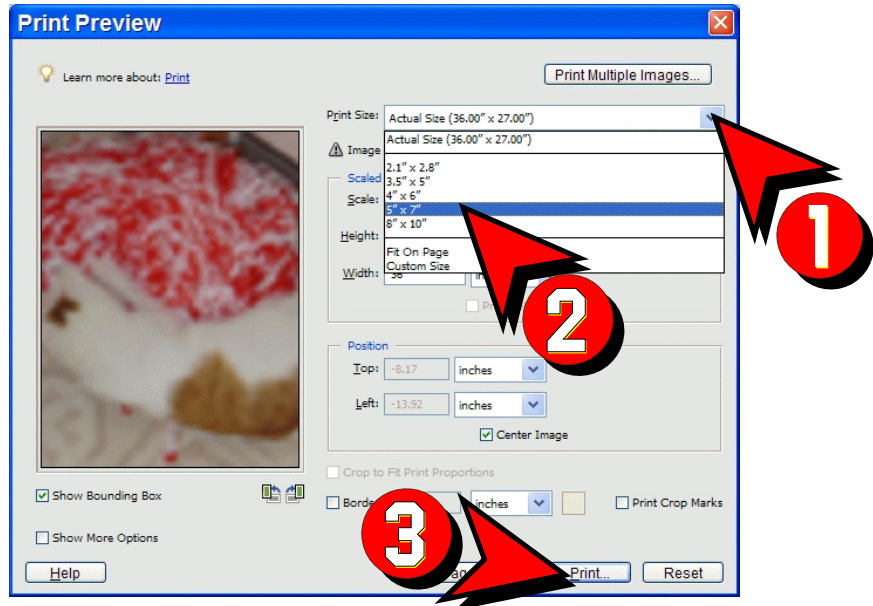 Print Preview
Learn more about: Print
Print Multiple Images...
Print Size: Actual Size (36.00" x 27.00")
Actual Size (36.00" x 27.00")
Image
2.1" x 2.8"
Scaled
3.5" x 5"
Scale: 4" x 6"
5" x 7"
8" x 10"
Height:
Fit On Page
Custom Size
Width: 36
1
2
Position
Top: -8.17 inches
Left: -13.92 inches
Center Image
Crop to Fit Print Proportions
Show Bounding Box
inches
Print Crop Marks
3
Show More Options
Help
Print...
Reset